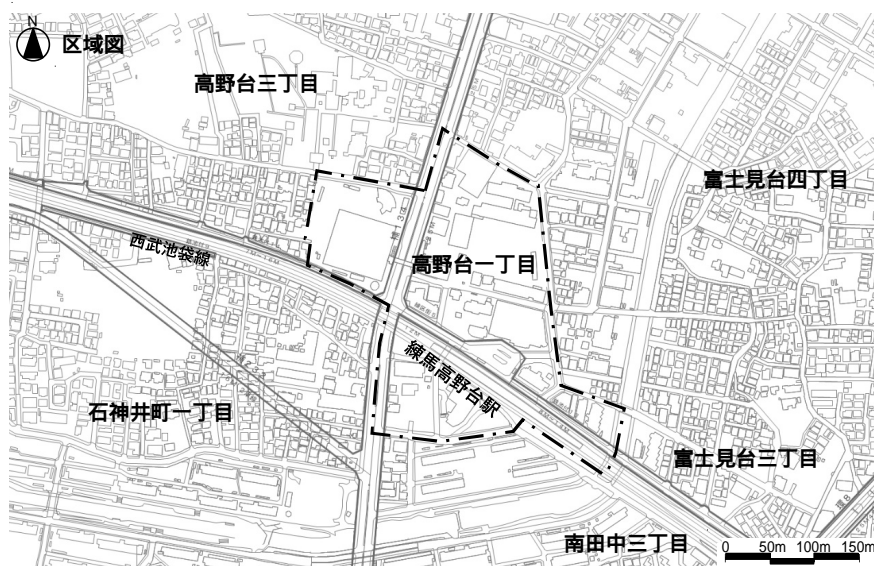 N
区域図
高野台三丁目
富士見台四丁目
西武池袋線
高野台一丁目
練馬高野台駅
石神井町一丁目
富士見台三丁目
環8
南田中三丁目
0 50m 100m 150m